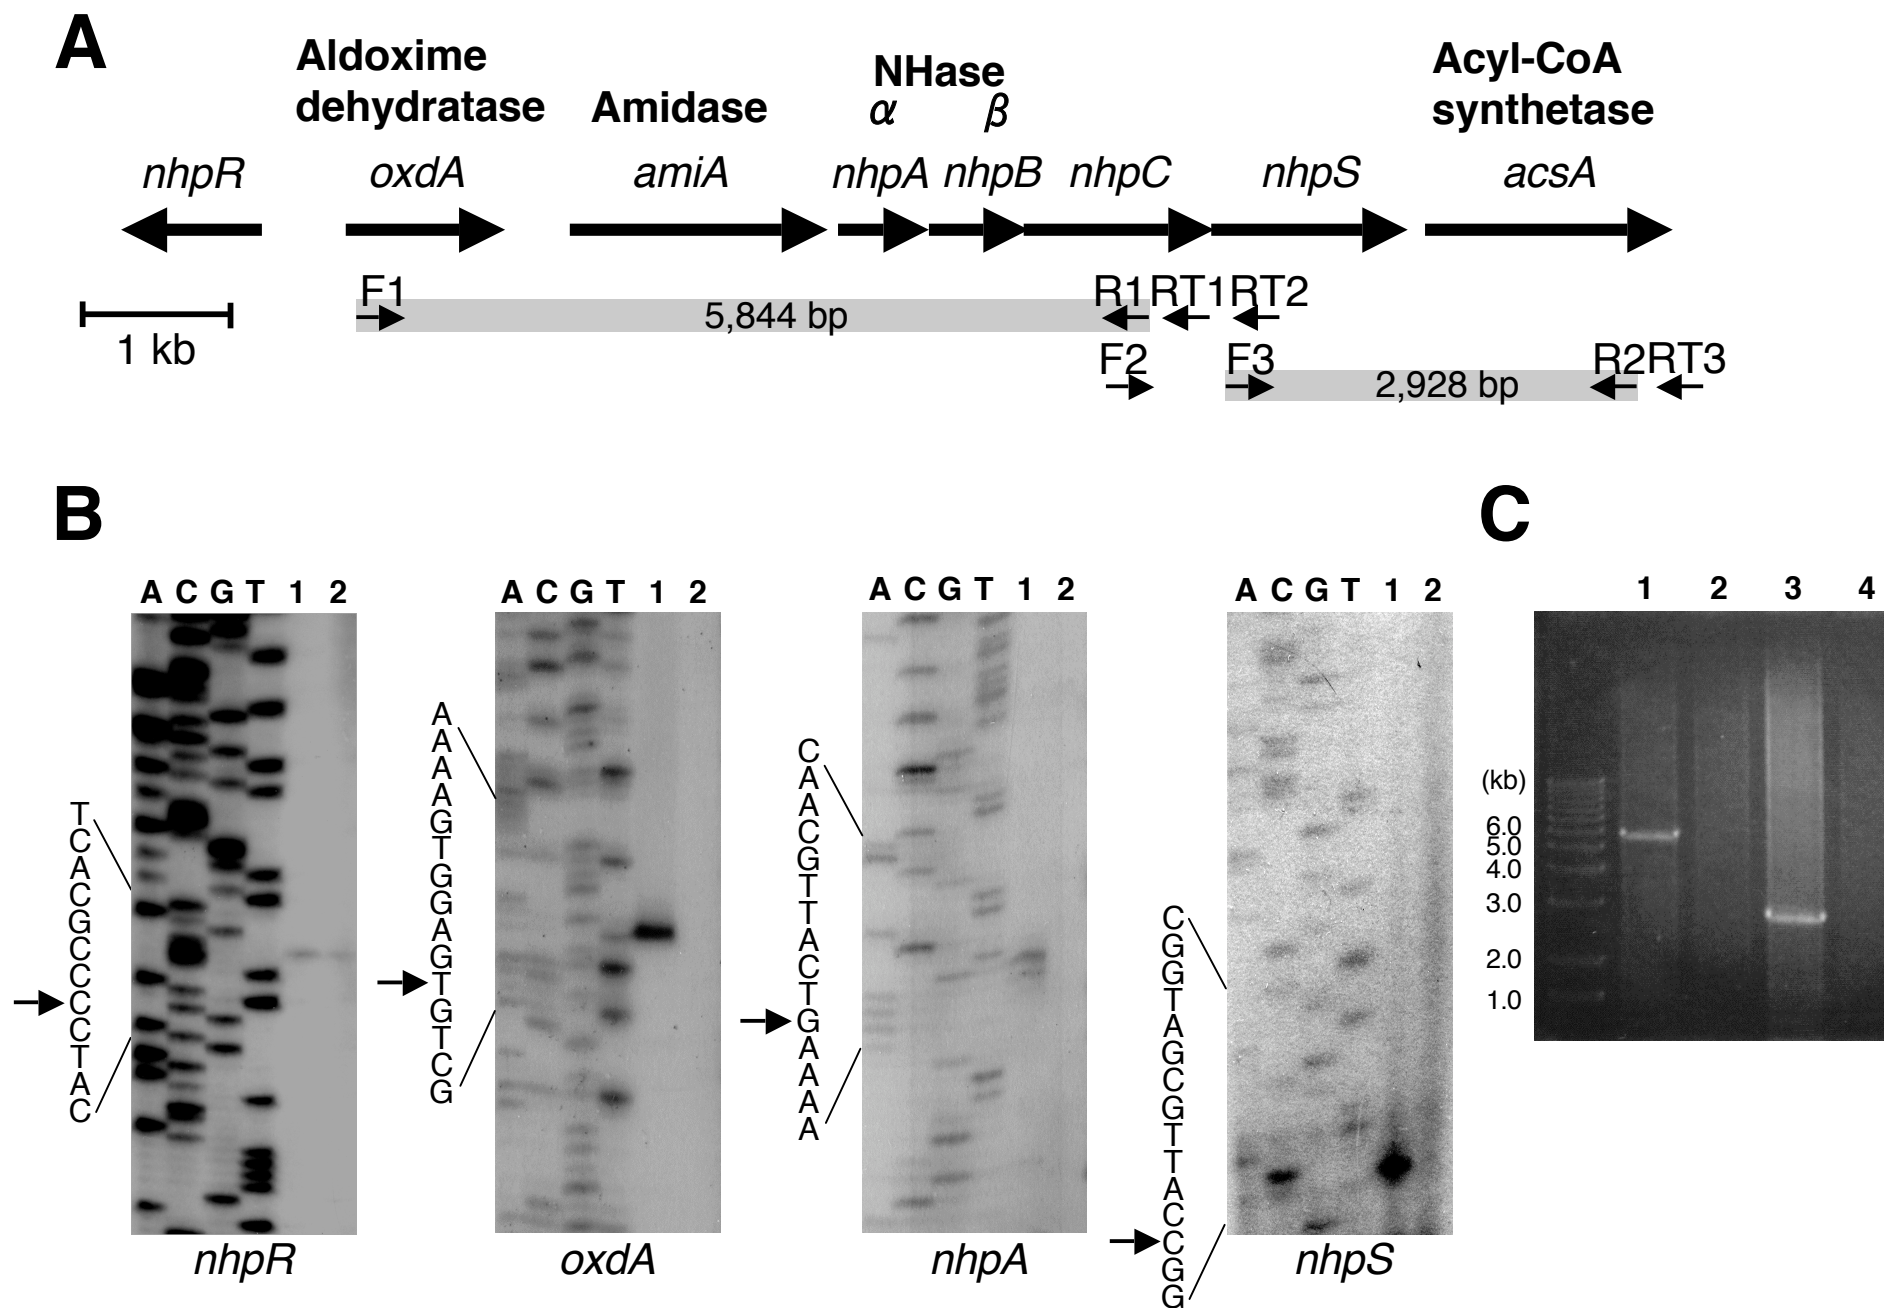 A
Aldoxime
dehydratase
Amidase
NHase
α β
Acyl-CoA
synthetase
nhpR oxdA amiA nhpA nhpB nhpC nhpS acsA
F1 R1 RT1 RT2
5,844 bp
1 kb
F2 F3 R2 RT3
2,928 bp
B
A C G T 1 2
T
C
A
C
G
C
C
C
C
T
A
C
nhpR
A C G T 1 2
A
A
A
A
G
T
G
G
A
G
T
G
T
C
G
oxdA
A C G T 1 2
C
A
A
C
G
T
T
A
C
T
G
A
A
A
A
nhpA
A C G T 1 2
C
G
G
T
A
G
C
G
T
T
A
C
C
G
G
nhpS
C
1 2 3 4
(kb)
6.0
5.0
4.0
3.0
2.0
1.0